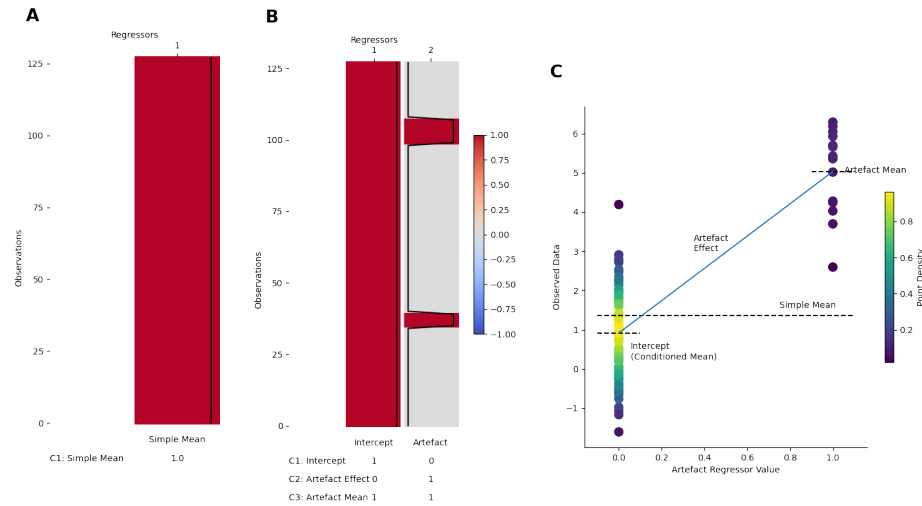 A
Regressors
1
125
100
75
50
25
0
Observations
Simple Mean
C1: Simple Mean 1.0
B
Regressors
1 2
125
100
75
50
25
0
Observations
Intercept Artefact
C1: Intercept 1 0
C2: Artefact Effect 0 1
C3: Artefact Mean 1 1
1.00
0.75
0.50
0.25
0.00
−0.25
−0.50
−0.75
−1.00
C
6
5
4
3
2
1
0
−1
Observed Data
Artefact Mean
Artefact
Effect
Simple Mean
Intercept
(Conditioned Mean)
0.0 0.2 0.4 0.6 0.8 1.0
Artefact Regressor Value
0.8
0.6
0.4
0.2
Point Density